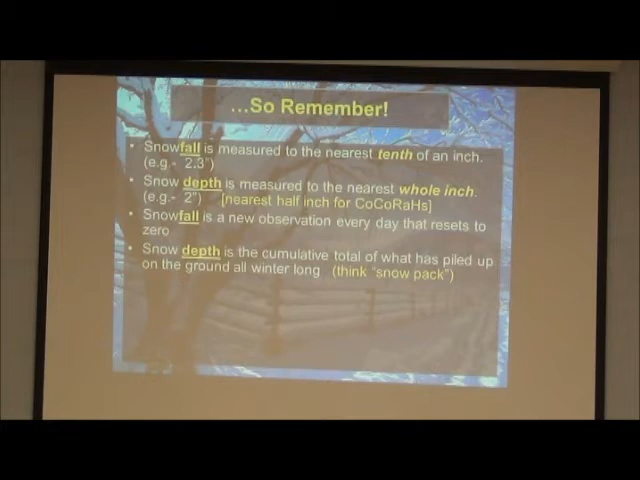 ...So Remember!
• Snowfall is measured to the nearest tenth of an inch.
(e.g.- 2.3")
• Snow depth is measured to the nearest whole inch.
(e.g.- 2") [nearest half inch for CoCoRaHs]
• Snowfall is a new observation every day that resets to
zero
• Snow depth is the cumulative total of what has piled up
on the ground all winter long (think "snow pack")